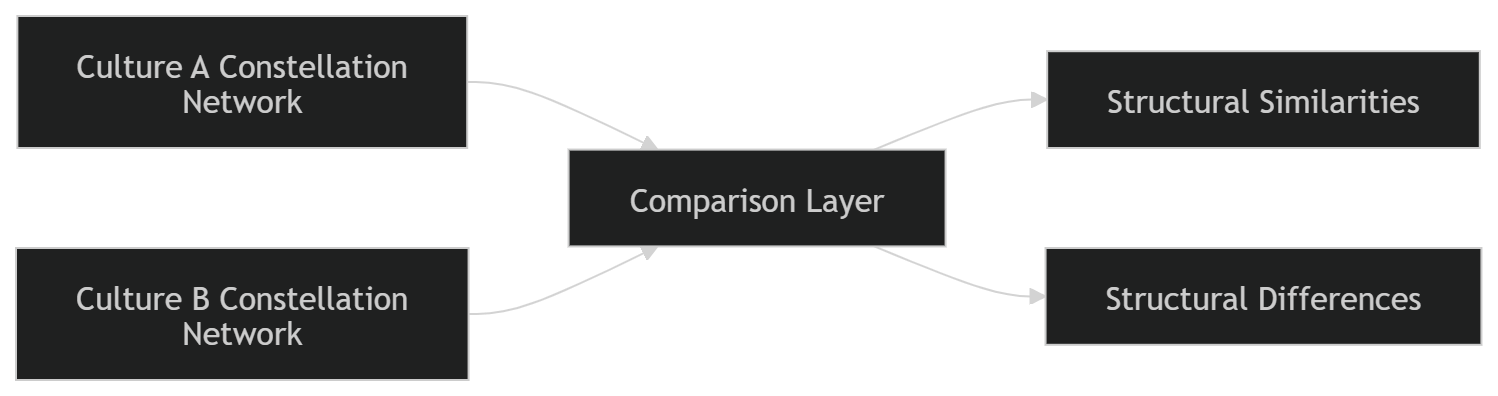 Culture A Constellation
Network
Culture B Constellation
Network
Comparison Layer
Structural Similarities
Structural Differences